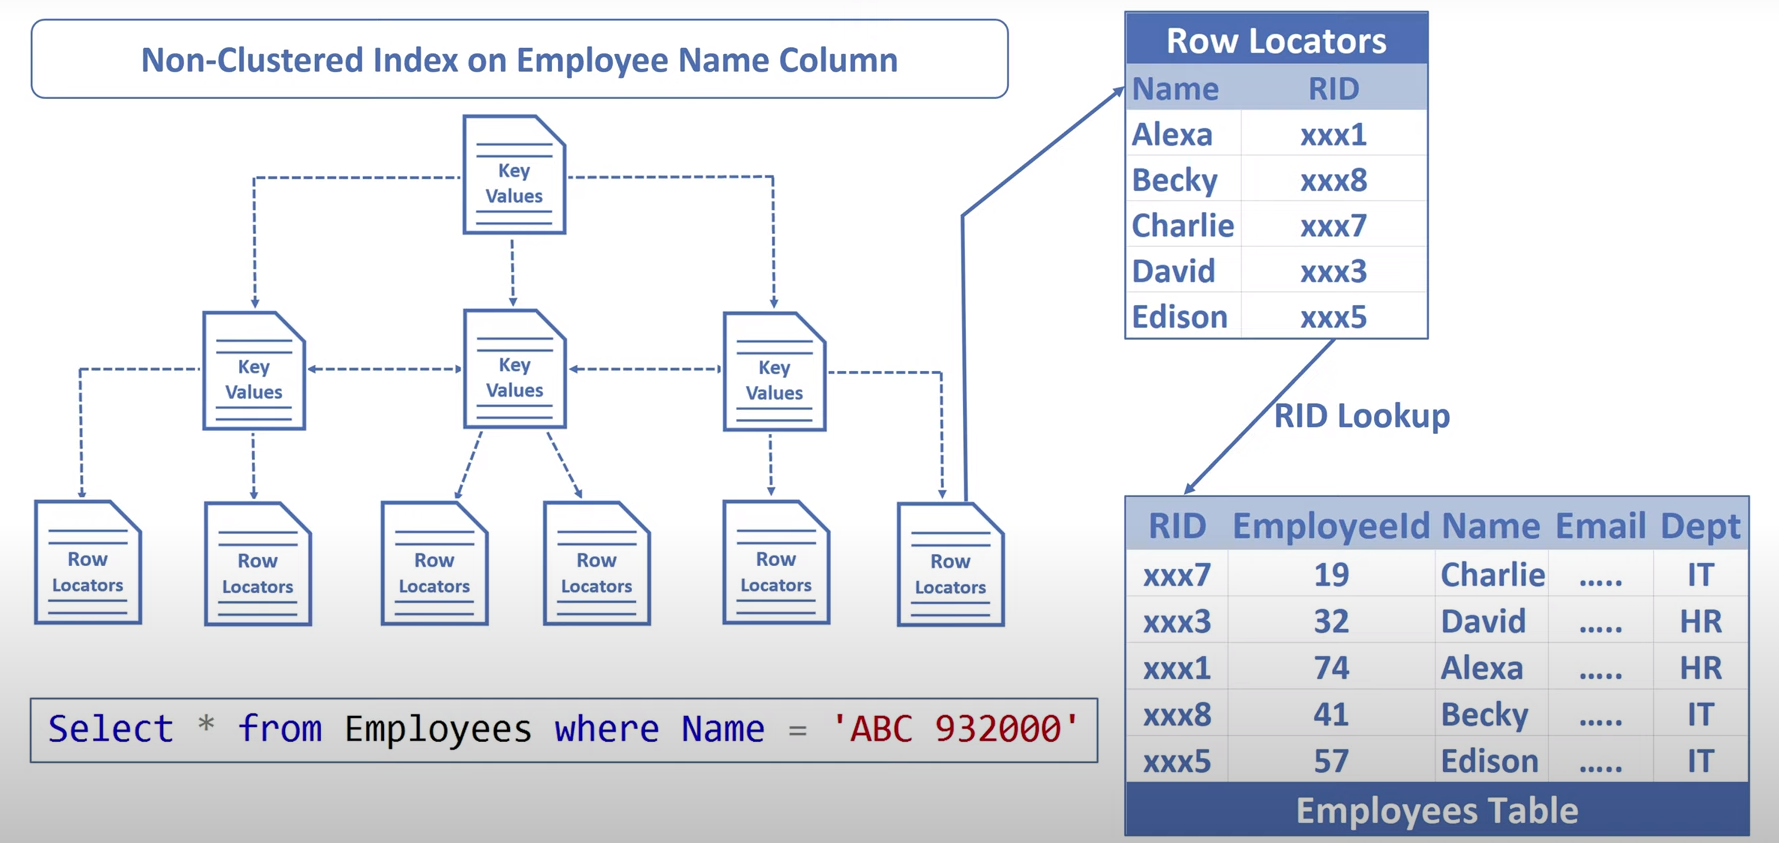 Non-Clustered Index on Employee Name Column
Key
Values
Key
Values
Key
Values
Key
Values
Row
Locators
Row
Locators
Row
Locators
Row
Locators
Row
Locators
Row
Locators
Select * from Employees where Name = 'ABC 932000'
Row Locators
Name RID
Alexa xxx1
Becky xxx8
Charlie xxx7
David xxx3
Edison xxx5
RID Lookup
RID EmployeeId Name Email Dept
xxx7 19 Charlie ..... IT
xxx3 32 David ..... HR
xxx1 74 Alexa ..... HR
xxx8 41 Becky ..... IT
xxx5 57 Edison ..... IT
Employees Table